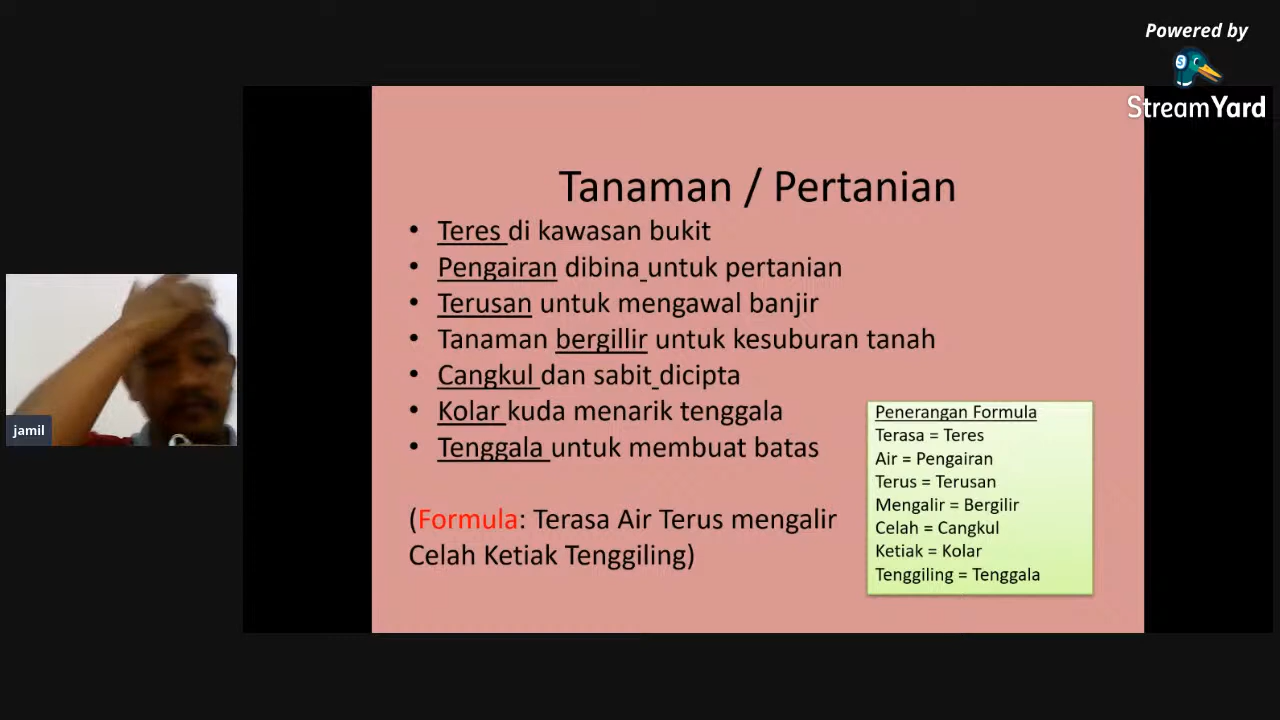 Powered by
StreamYard
Tanaman / Pertanian
• Teres di kawasan bukit
• Pengairan dibina untuk pertanian
• Terusan untuk mengawal banjir
• Tanaman bergillir untuk kesuburan tanah
• Cangkul dan sabit dicipta
• Kolar kuda menarik tenggala
• Tenggala untuk membuat batas
(Formula: Terasa Air Terus mengalir
Celah Ketiak Tenggiling)
Penerangan Formula
Terasa = Teres
Air = Pengairan
Terus = Terusan
Mengalir = Bergilir
Celah = Cangkul
Ketiak = Kolar
Tenggiling = Tenggala
jamil